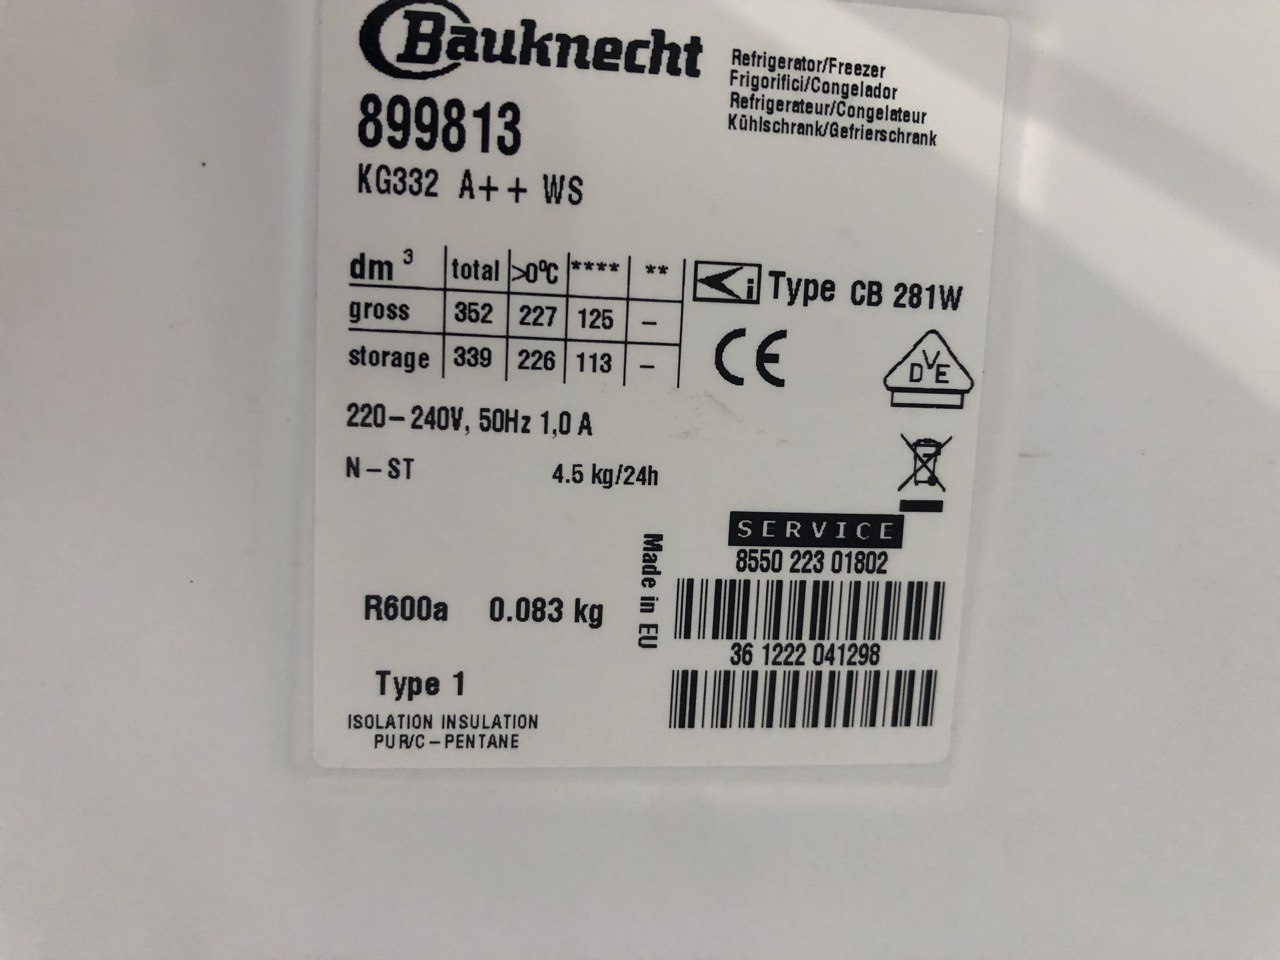 Bauknecht
Refrigerator/Freezer
Frigorifici/Congelador
Refrigerateur/Congelateur
Kühlschrank/Gefrierschrank
899813
KG332 A++ WS
dm³ total >0°C **** **
gross 352 227 125 –
storage 339 226 113 –
i Type CB 281W
CE
DVE
220–240V, 50Hz 1,0 A
N–ST 4.5 kg/24h
SERVICE
8550 223 01802
Made in EU
R600a 0.083 kg
36 1222 041298
Type 1
ISOLATION INSULATION
PUR/C–PENTANE